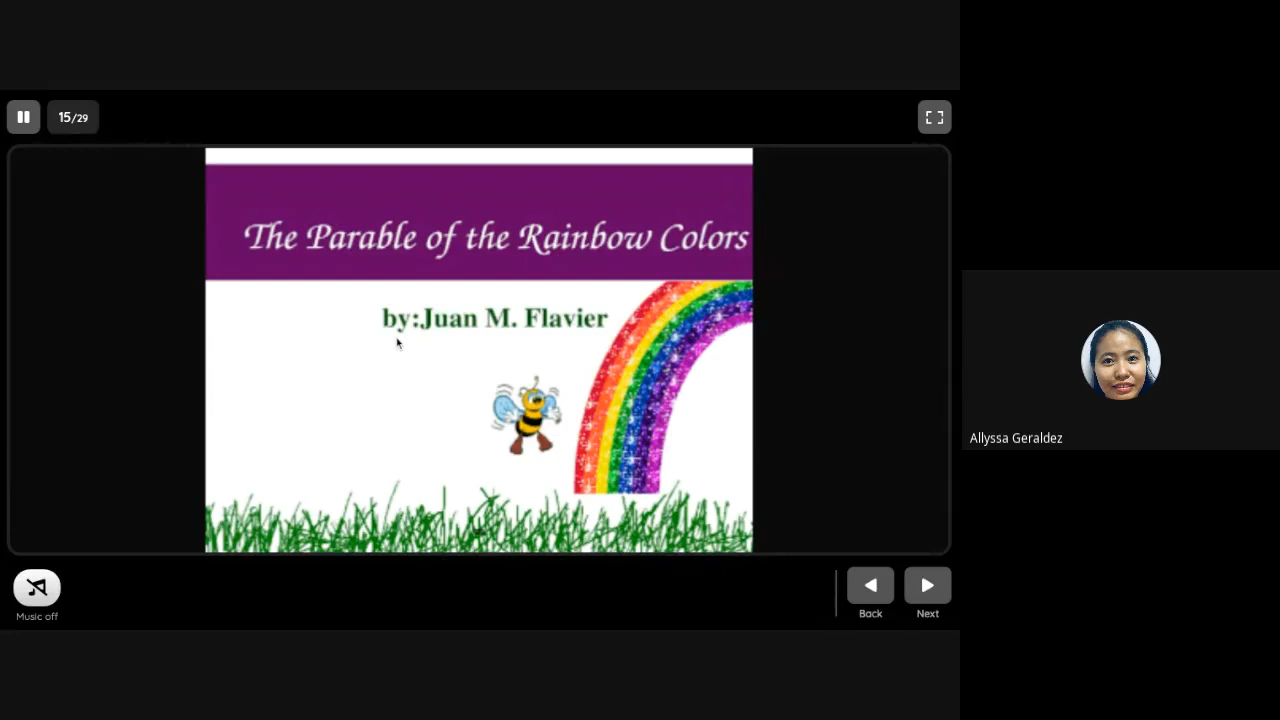 15/29
The Parable of the Rainbow Colors
by:Juan M. Flavier
Allyssa Geraldez
Music off
Back
Next